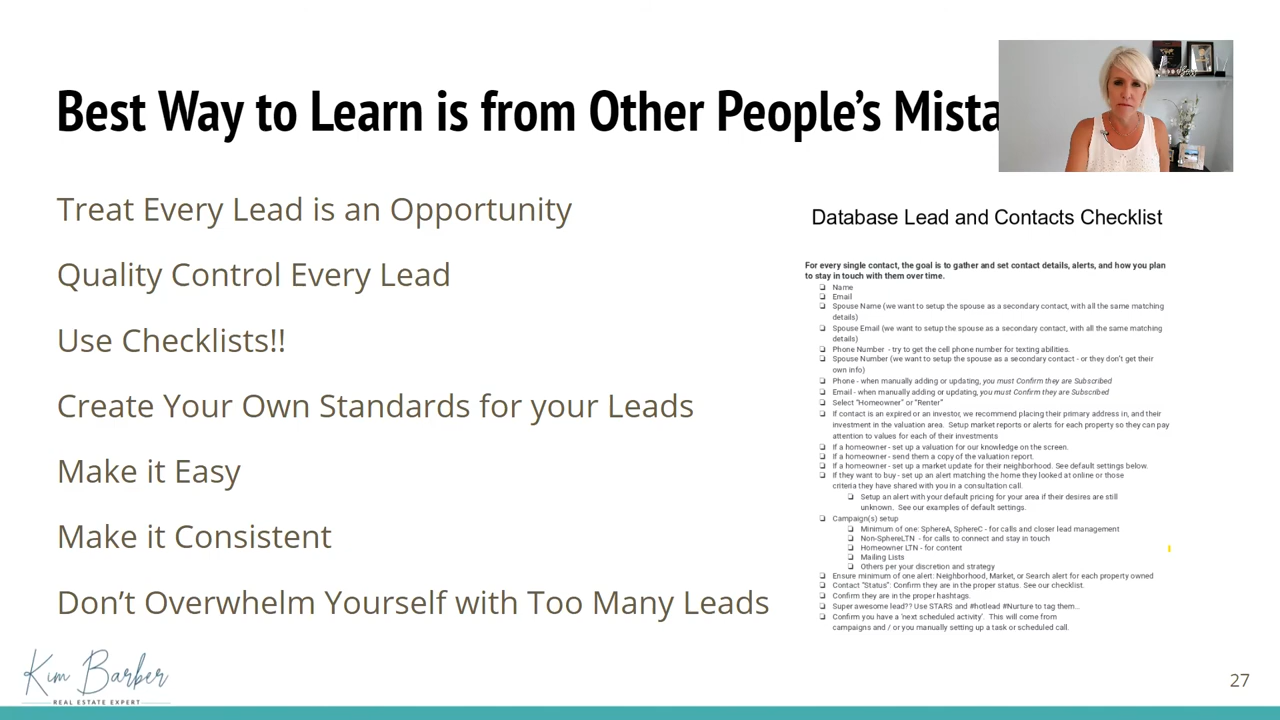 Best Way to Learn is from Other People's Mista
Treat Every Lead is an Opportunity
Quality Control Every Lead
Use Checklists!!
Create Your Own Standards for your Leads
Make it Easy
Make it Consistent
Don't Overwhelm Yourself with Too Many Leads
Database Lead and Contacts Checklist
For every single contact, the goal is to gather and set contact details, alerts, and how you plan
to stay in touch with them over time.
❏ Name
❏ Email
❏ Spouse Name (we want to setup the spouse as a secondary contact, with all the same matching
details)
❏ Spouse Email (we want to setup the spouse as a secondary contact, with all the same matching
details)
❏ Phone Number - try to get the cell phone number for texting abilities.
❏ Spouse Number (we want to setup the spouse as a secondary contact - or they don't get their
own info)
❏ Phone - when manually adding or updating, you must Confirm they are Subscribed
❏ Email - when manually adding or updating, you must Confirm they are Subscribed
❏ Select "Homeowner" or "Renter"
❏ If contact is an expired or an investor, we recommend placing their primary address in, and their
investment in the valuation area. Setup market reports or alerts for each property so they can pay
attention to values for each of their investments
❏ If a homeowner - set up a valuation for our knowledge on the screen.
❏ If a homeowner - send them a copy of the valuation report.
❏ If a homeowner - set up a market update for their neighborhood. See default settings below.
❏ If they want to buy - set up an alert matching the home they looked at online or those
criteria they have shared with you in a consultation call.
❏ Setup an alert with your default pricing for your area if their desires are still
unknown. See our examples of default settings.
❏ Campaign(s) setup
❏ Minimum of one: SphereA, SphereC - for calls and closer lead management
❏ Non-SphereLTN - for calls to connect and stay in touch
❏ Homeowner LTN - for content
❏ Mailing Lists
❏ Others per your discretion and strategy
❏ Ensure minimum of one alert: Neighborhood, Market, or Search alert for each property owned
❏ Contact "Status": Confirm they are in the proper status. See our checklist.
❏ Confirm they are in the proper hashtags.
❏ Super awesome lead?? Use STARS and #hotlead #Nurture to tag them...
❏ Confirm you have a 'next scheduled activity'. This will come from
campaigns and / or you manually setting up a task or scheduled call.
Kim Barber
REAL ESTATE EXPERT
27